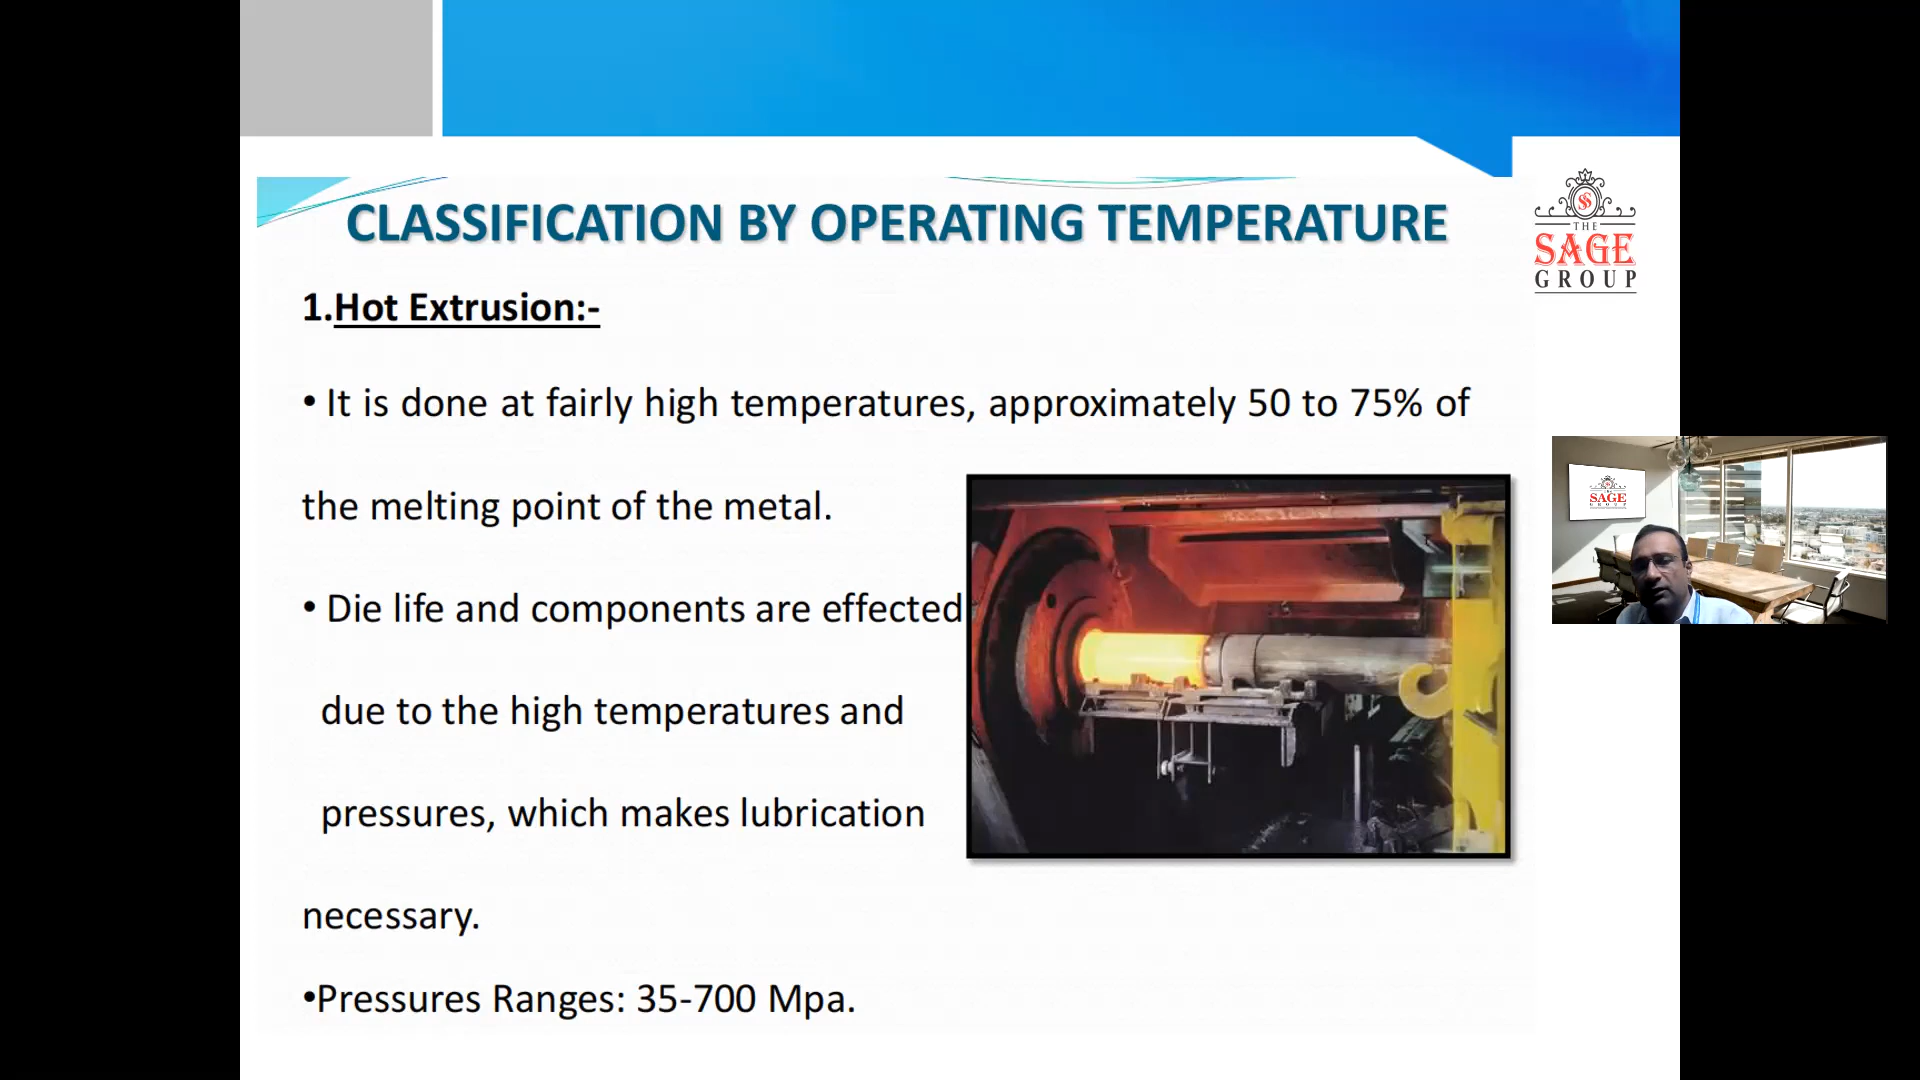 CLASSIFICATION BY OPERATING TEMPERATURE
THE
SAGE
GROUP
1.Hot Extrusion:-
• It is done at fairly high temperatures, approximately 50 to 75% of
the melting point of the metal.
• Die life and components are effected
due to the high temperatures and
pressures, which makes lubrication
necessary.
•Pressures Ranges: 35-700 Mpa.
SAGE
GROUP